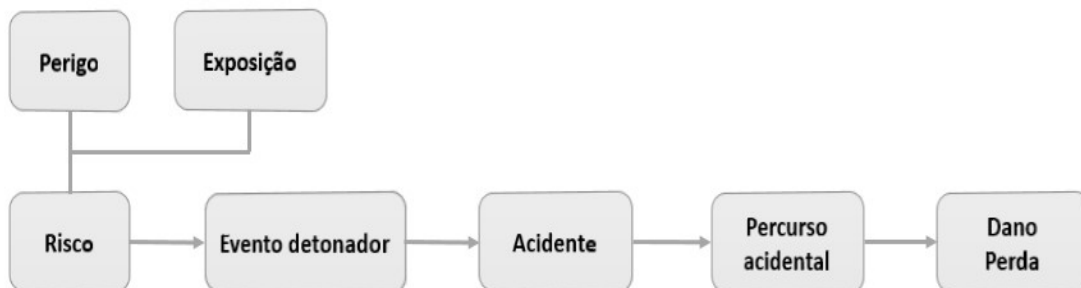 Perigo
Exposição
Risco
Evento detonador
Acidente
Percurso
acidental
Dano
Perda